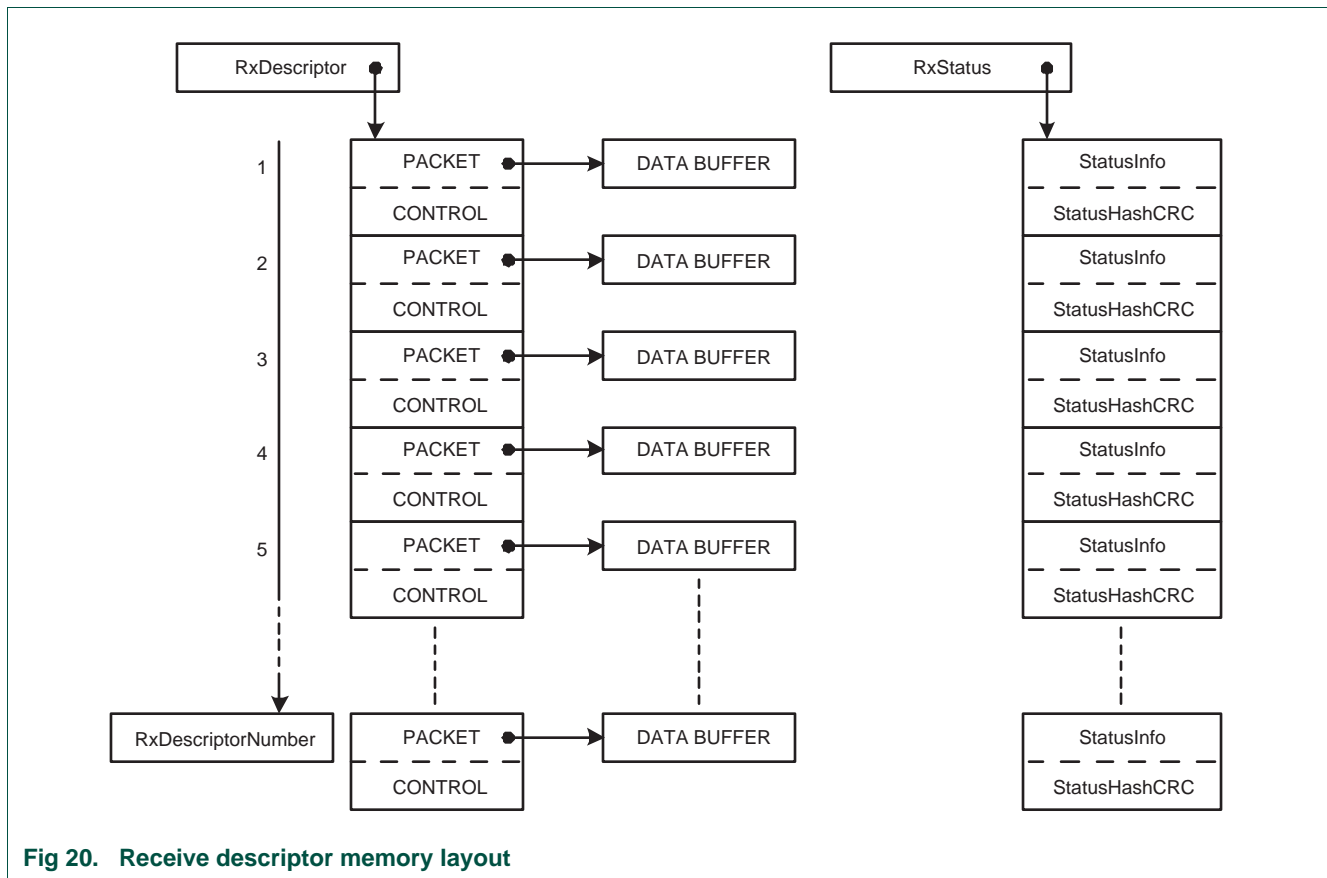 RxDescriptor
RxStatus
1
PACKET
DATA BUFFER
StatusInfo
CONTROL
StatusHashCRC
2
PACKET
DATA BUFFER
StatusInfo
CONTROL
StatusHashCRC
3
PACKET
DATA BUFFER
StatusInfo
CONTROL
StatusHashCRC
4
PACKET
DATA BUFFER
StatusInfo
CONTROL
StatusHashCRC
5
PACKET
DATA BUFFER
StatusInfo
CONTROL
StatusHashCRC
RxDescriptorNumber
PACKET
DATA BUFFER
StatusInfo
CONTROL
StatusHashCRC
Fig 20. Receive descriptor memory layout